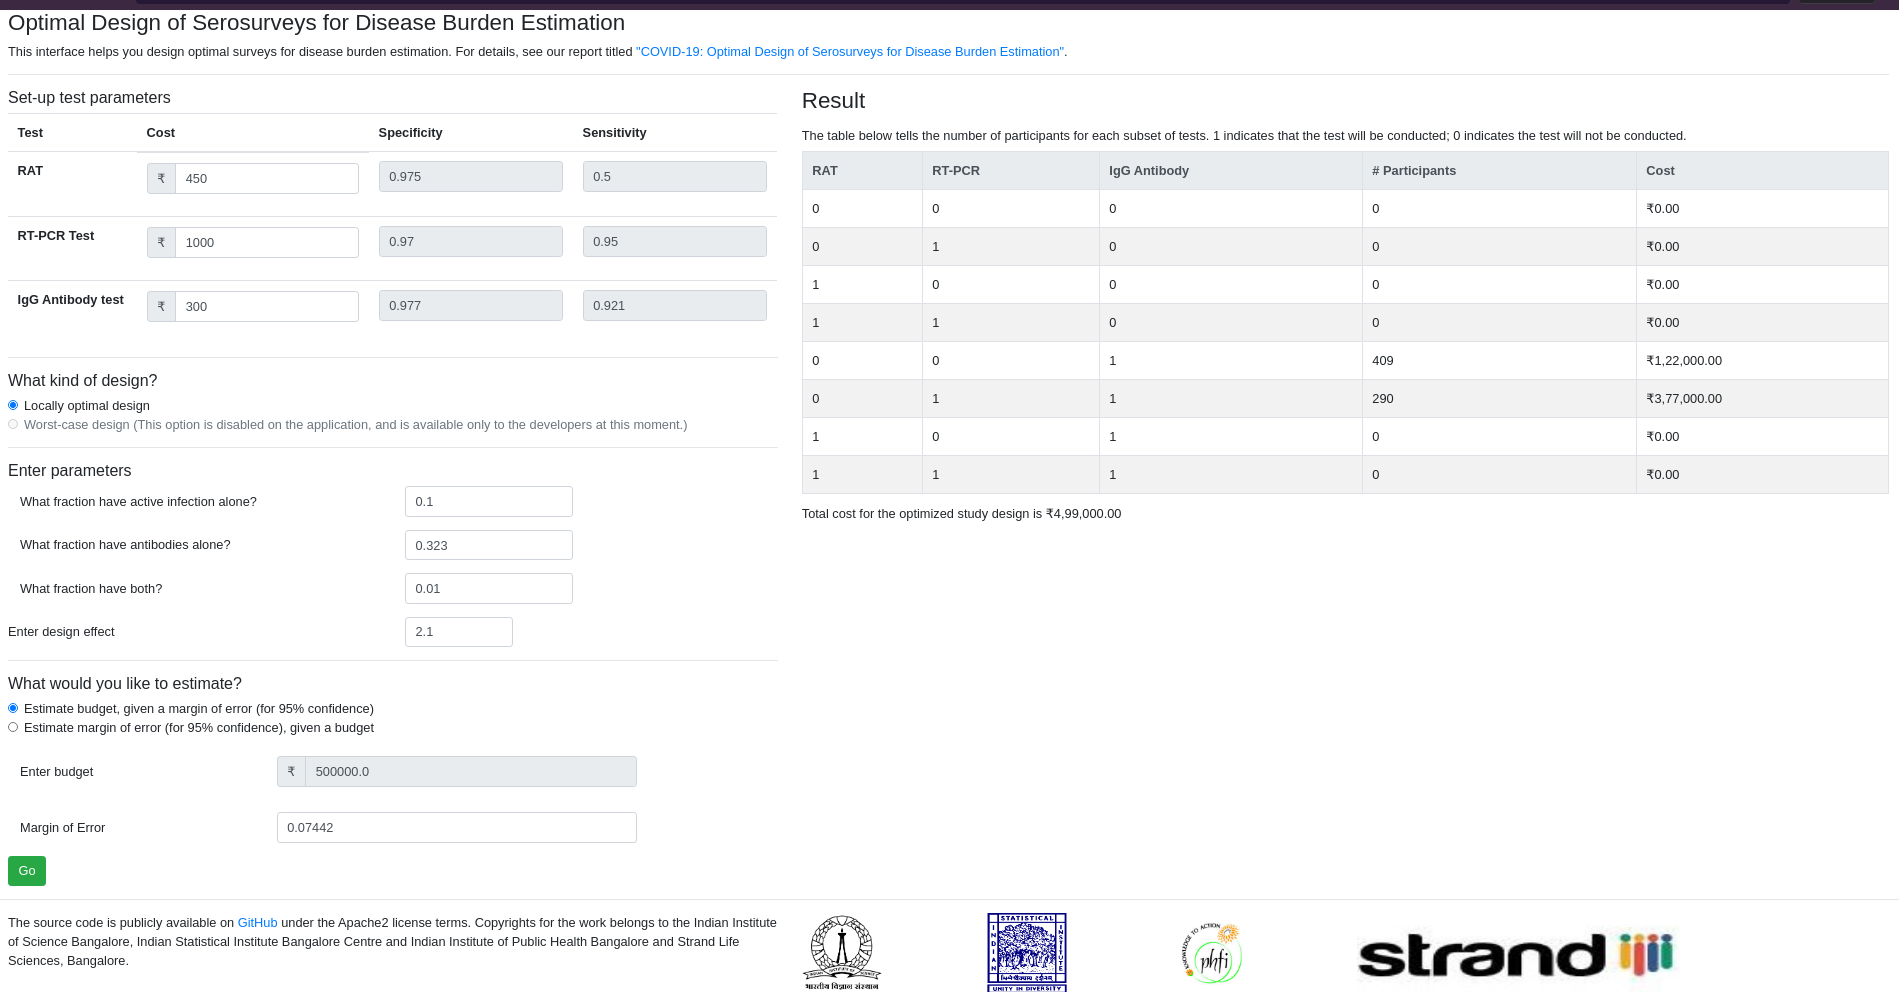 Optimal Design of Serosurveys for Disease Burden Estimation
This interface helps you design optimal surveys for disease burden estimation. For details, see our report titled "COVID-19: Optimal Design of Serosurveys for Disease Burden Estimation".
Set-up test parameters
Test Cost Specificity Sensitivity
RAT ₹ 450 0.975 0.5
RT-PCR Test ₹ 1000 0.97 0.95
IgG Antibody test ₹ 300 0.977 0.921
What kind of design?
Locally optimal design
Worst-case design (This option is disabled on the application, and is available only to the developers at this moment.)
Enter parameters
What fraction have active infection alone? 0.1
What fraction have antibodies alone? 0.323
What fraction have both? 0.01
Enter design effect 2.1
What would you like to estimate?
Estimate budget, given a margin of error (for 95% confidence)
Estimate margin of error (for 95% confidence), given a budget
Enter budget ₹ 500000.0
Margin of Error 0.07442
Go
Result
The table below tells the number of participants for each subset of tests. 1 indicates that the test will be conducted; 0 indicates the test will not be conducted.
RAT RT-PCR IgG Antibody # Participants Cost
0 0 0 0 ₹0.00
0 1 0 0 ₹0.00
1 0 0 0 ₹0.00
1 1 0 0 ₹0.00
0 0 1 409 ₹1,22,000.00
0 1 1 290 ₹3,77,000.00
1 0 1 0 ₹0.00
1 1 1 0 ₹0.00
Total cost for the optimized study design is ₹4,99,000.00
The source code is publicly available on GitHub under the Apache2 license terms. Copyrights for the work belongs to the Indian Institute
of Science Bangalore, Indian Statistical Institute Bangalore Centre and Indian Institute of Public Health Bangalore and Strand Life
Sciences, Bangalore.
भारतीय विज्ञान संस्थान
INDIAN
STATISTICAL
INSTITUTE
UNITY IN DIVERSITY
KNOWLEDGE TO ACTION
phfi
strand